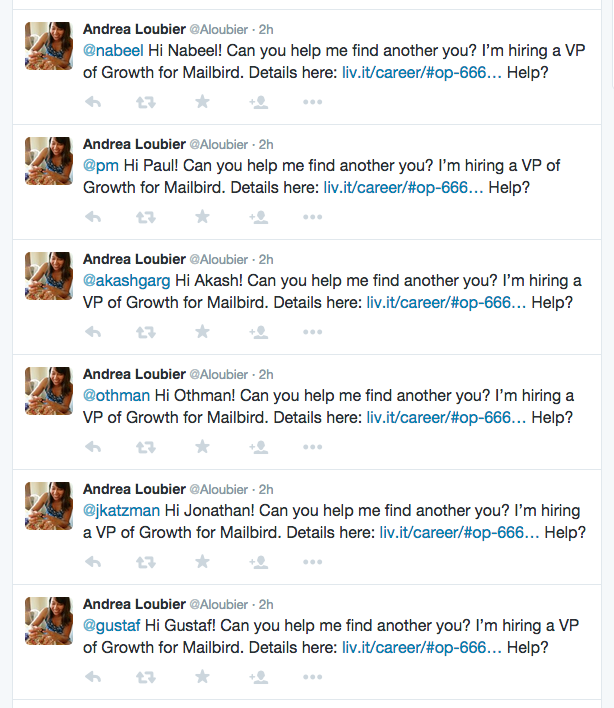 Andrea Loubier @Aloubier · 2h
@nabeel Hi Nabeel! Can you help me find another you? I’m hiring a VP
of Growth for Mailbird. Details here: liv.it/career/#op-666… Help?
Andrea Loubier @Aloubier · 2h
@pm Hi Paul! Can you help me find another you? I’m hiring a VP of
Growth for Mailbird. Details here: liv.it/career/#op-666… Help?
Andrea Loubier @Aloubier · 2h
@akashgarg Hi Akash! Can you help me find another you? I’m hiring a
VP of Growth for Mailbird. Details here: liv.it/career/#op-666… Help?
Andrea Loubier @Aloubier · 2h
@othman Hi Othman! Can you help me find another you? I’m hiring a
VP of Growth for Mailbird. Details here: liv.it/career/#op-666… Help?
Andrea Loubier @Aloubier · 2h
@jkatzman Hi Jonathan! Can you help me find another you? I’m hiring
a VP of Growth for Mailbird. Details here: liv.it/career/#op-666… Help?
Andrea Loubier @Aloubier · 2h
@gustaf Hi Gustaf! Can you help me find another you? I’m hiring a VP
of Growth for Mailbird. Details here: liv.it/career/#op-666… Help?